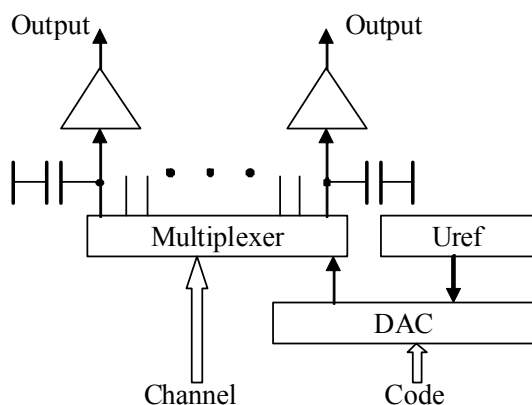 Output
Output
Multiplexer
Uref
DAC
Channel
Code